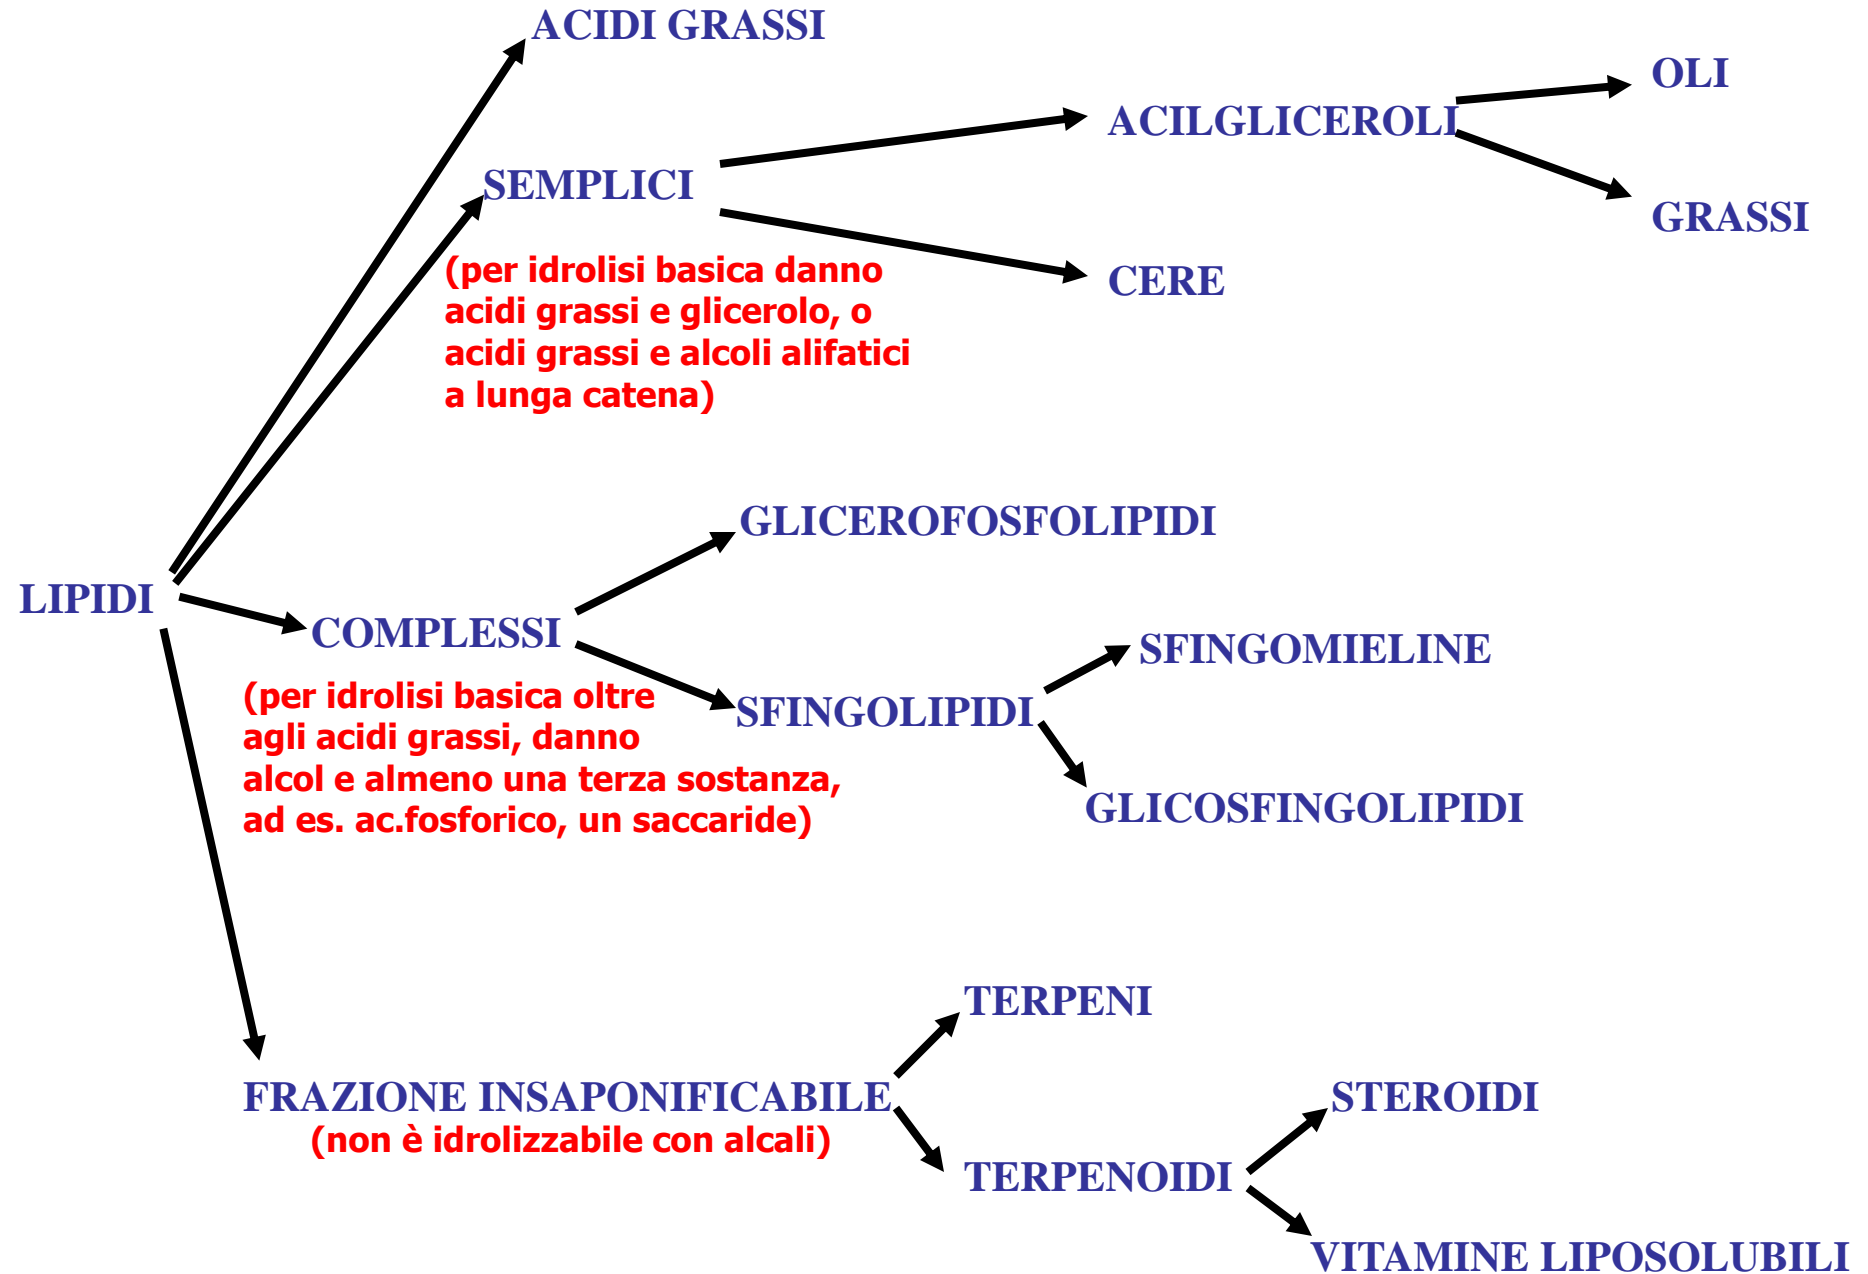 ACIDI GRASSI
OLI
ACILGLICEROLI
SEMPLICI
GRASSI
(per idrolisi basica danno
acidi grassi e glicerolo, o
acidi grassi e alcoli alifatici
a lunga catena)
CERE
GLICEROFOSFOLIPIDI
LIPIDI
COMPLESSI
SFINGOMIELINE
(per idrolisi basica oltre
agli acidi grassi, danno
alcol e almeno una terza sostanza,
ad es. ac.fosforico, un saccaride)
SFINGOLIPIDI
GLICOSFINGOLIPIDI
TERPENI
FRAZIONE INSAPONIFICABILE
(non è idrolizzabile con alcali)
STEROIDI
TERPENOIDI
VITAMINE LIPOSOLUBILI